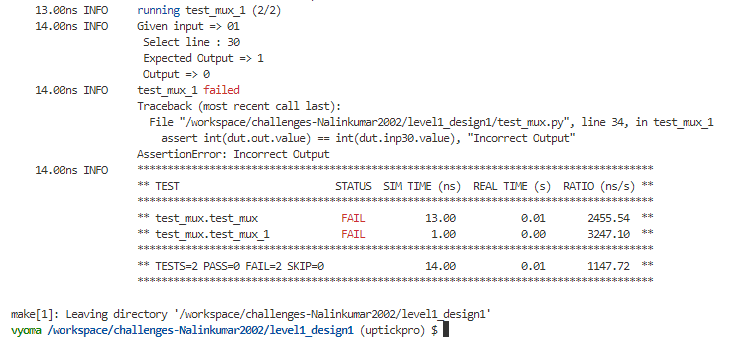 13.00ns INFO     running test_mux_1 (2/2)
14.00ns INFO     Given input => 01
                  Select line : 30
                  Expected Output => 1
                  Output => 0
14.00ns INFO     test_mux_1 failed
                 Traceback (most recent call last):
                   File "/workspace/challenges-Nalinkumar2002/level1_design1/test_mux.py", line 34, in test_mux_1
                     assert int(dut.out.value) == int(dut.inp30.value), "Incorrect Output"
                 AssertionError: Incorrect Output
14.00ns INFO     **************************************************************************************
                 ** TEST                          STATUS  SIM TIME (ns)  REAL TIME (s)  RATIO (ns/s) **
                 **************************************************************************************
                 ** test_mux.test_mux              FAIL          13.00           0.01       2455.54  **
                 ** test_mux.test_mux_1            FAIL           1.00           0.00       3247.10  **
                 **************************************************************************************
                 ** TESTS=2 PASS=0 FAIL=2 SKIP=0                 14.00           0.01       1147.72  **
                 **************************************************************************************
make[1]: Leaving directory '/workspace/challenges-Nalinkumar2002/level1_design1'
vyoma /workspace/challenges-Nalinkumar2002/level1_design1 (uptickpro) $